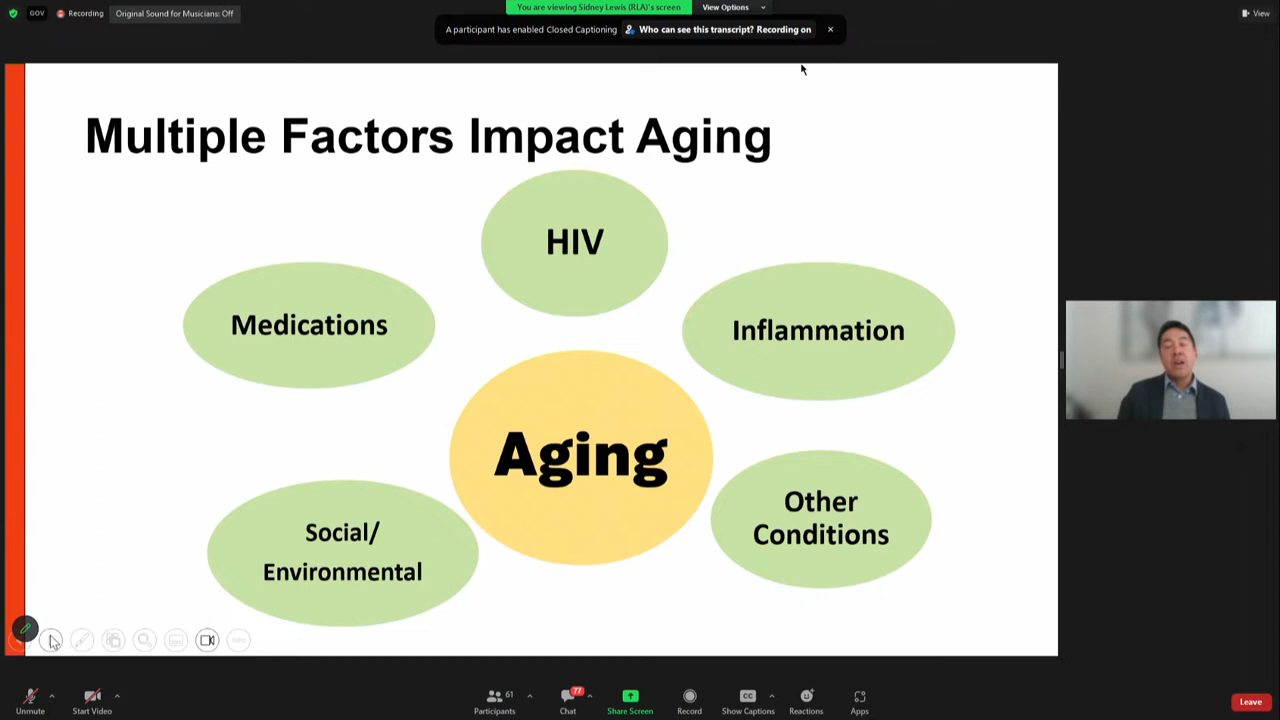 GOV
Recording
Original Sound for Musicians: Off
You are viewing Sidney Lewis (RLA)'s screen
View Options
View
A participant has enabled Closed Captioning
Who can see this transcript? Recording on
Multiple Factors Impact Aging
HIV
Medications
Inflammation
Aging
Other
Conditions
Social/
Environmental
Unmute
Start Video
61
Participants
77
Chat
Share Screen
Record
CC
Show Captions
Reactions
Apps
Leave